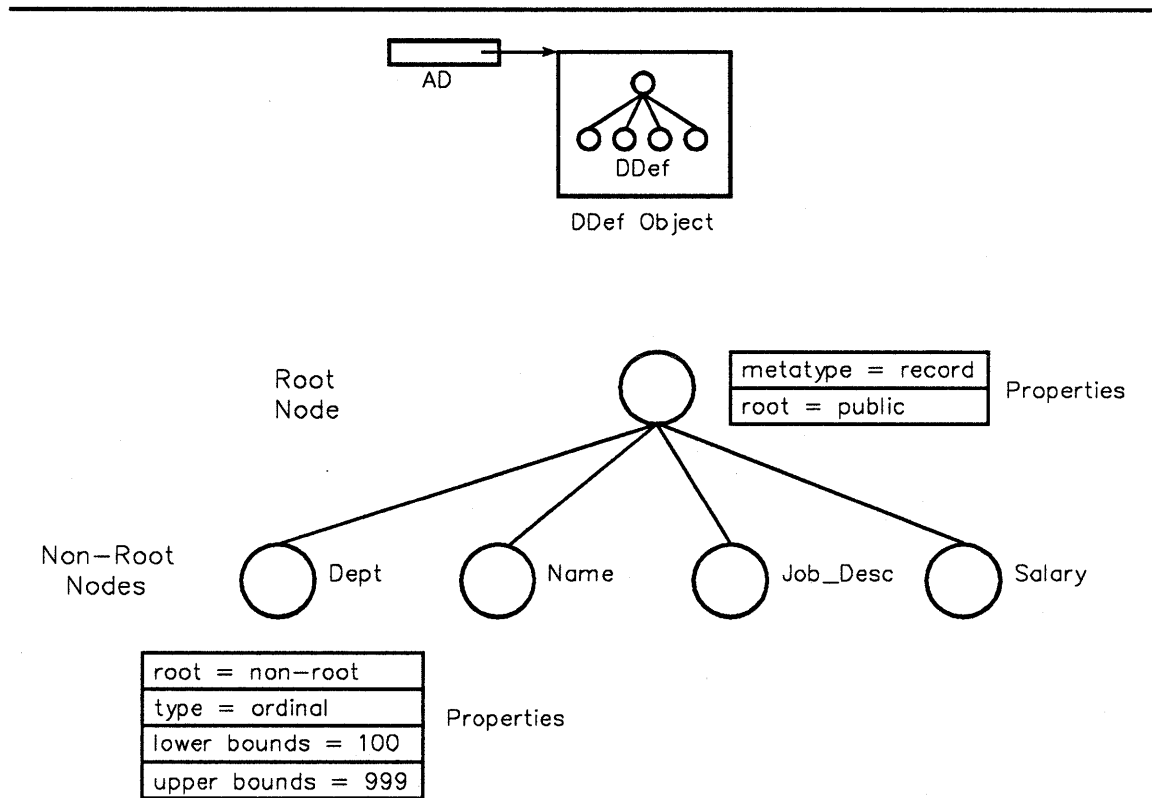 AD
DDef
DDef Object
Root
Node
metatype = record
root = public
Properties
Non-Root
Nodes
Dept
Name
Job_Desc
Salary
root = non-root
type = ordinal
lower bounds = 100
upper bounds = 999
Properties